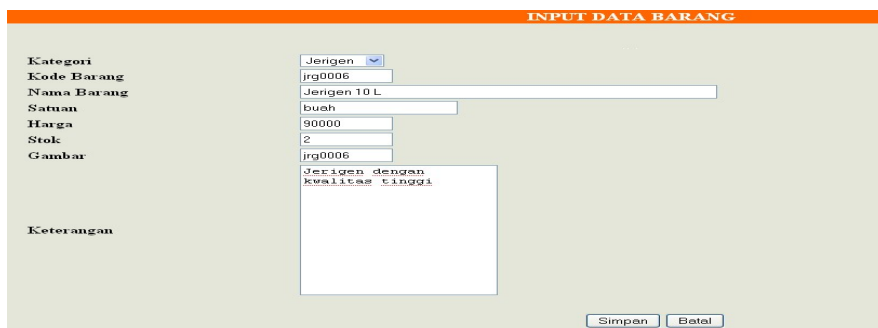 INPUT DATA BARANG
Kategori Jerigen
Kode Barang jrg0006
Nama Barang Jerigen 10 L
Satuan buah
Harga 90000
Stok 2
Gambar jrg0006
Jerigen dengan
kwalitas tinggi
Keterangan
Simpan Batal